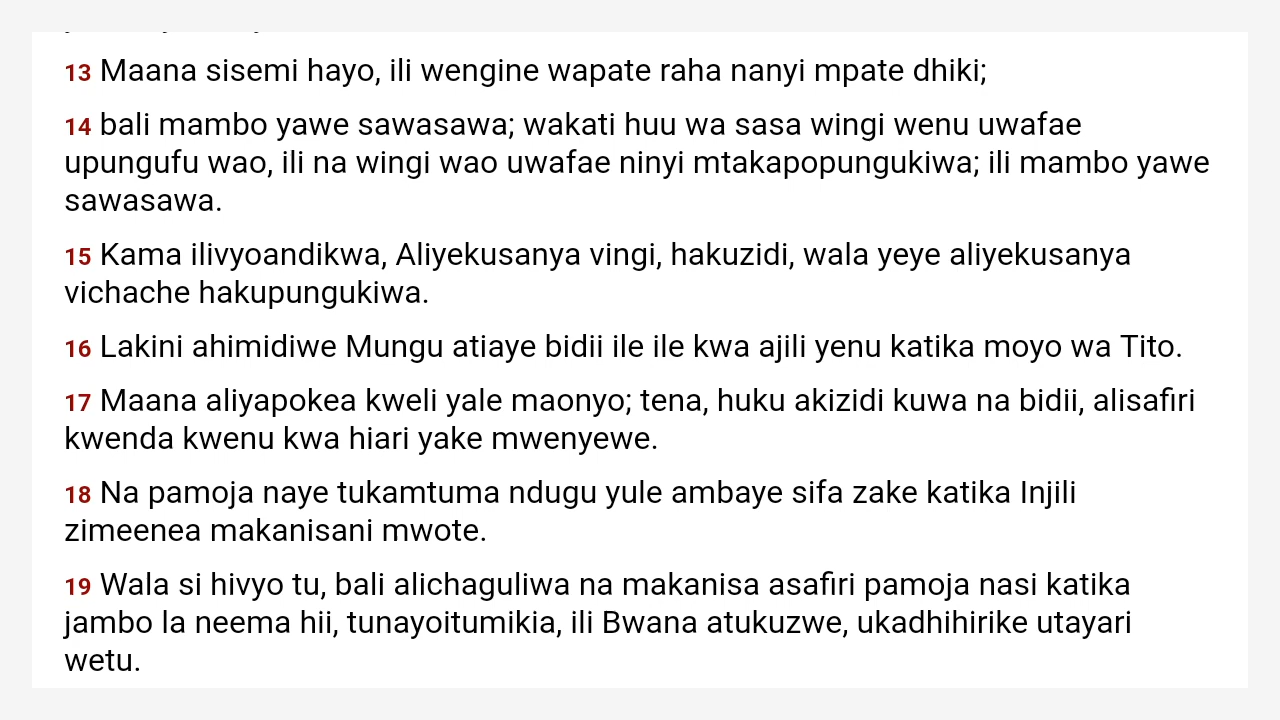 13 Maana sisemi hayo, ili wengine wapate raha nanyi mpate dhiki;
14 bali mambo yawe sawasawa; wakati huu wa sasa wingi wenu uwafae
upungufu wao, ili na wingi wao uwafae ninyi mtakapopungukiwa; ili mambo yawe
sawasawa.
15 Kama ilivyoandikwa, Aliyekusanya vingi, hakuzidi, wala yeye aliyekusanya
vichache hakupungukiwa.
16 Lakini ahimidiwe Mungu atiaye bidii ile ile kwa ajili yenu katika moyo wa Tito.
17 Maana aliyapokea kweli yale maonyo; tena, huku akizidi kuwa na bidii, alisafiri
kwenda kwenu kwa hiari yake mwenyewe.
18 Na pamoja naye tukamtuma ndugu yule ambaye sifa zake katika Injili
zimeenea makanisani mwote.
19 Wala si hivyo tu, bali alichaguliwa na makanisa asafiri pamoja nasi katika
jambo la neema hii, tunayoitumikia, ili Bwana atukuzwe, ukadhihirike utayari
wetu.